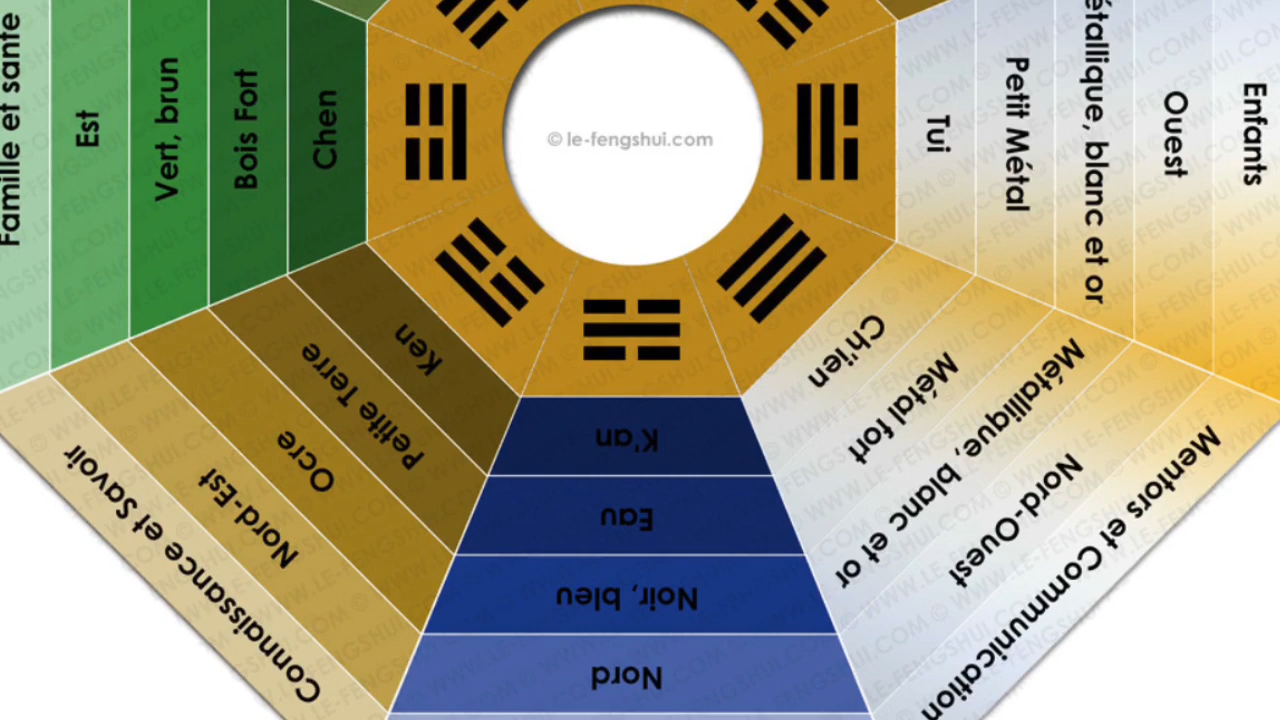 Famille et santé
Est
Vert, brun
Bois Fort
Chen
© le-fengshui.com
Tui
Petit Métal
étallique, blanc et or
Ouest
Enfants
Ken
Petite Terre
Ocre
Nord-Est
Connaissance et Savoir
K'an
Eau
Noir, bleu
Nord
Ch'ien
Métal fort
Métallique, blanc et or
Nord-Ouest
Mentors et Communication